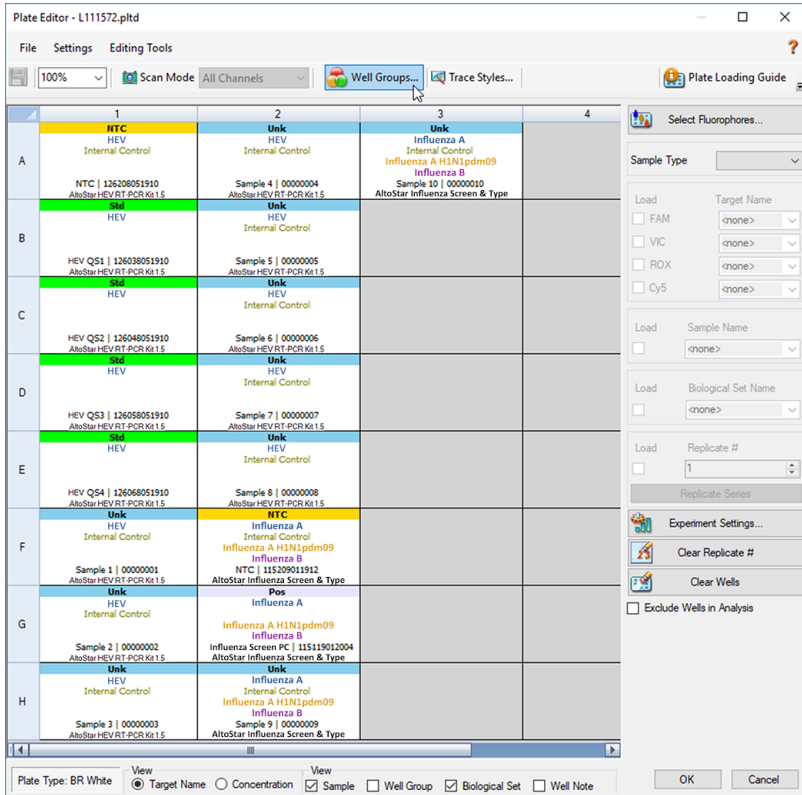 Plate Editor - L111572.pltd
File Settings Editing Tools
?
100% Scan Mode All Channels Well Groups... Trace Styles... Plate Loading Guide
1 2 3 4
A
NTC
HEV
Internal Control
NTC | 126208051910
AltoStar HEV RT-PCR Kit 1.5
Unk
HEV
Internal Control
Sample 4 | 00000004
AltoStar HEV RT-PCR Kit 1.5
Unk
Influenza A
Internal Control
Influenza A H1N1pdm09
Influenza B
Sample 10 | 00000010
AltoStar Influenza Screen & Type
B
Std
HEV
HEV QS1 | 126038051910
AltoStar HEV RT-PCR Kit 1.5
Unk
HEV
Internal Control
Sample 5 | 00000005
AltoStar HEV RT-PCR Kit 1.5
C
Std
HEV
HEV QS2 | 126048051910
AltoStar HEV RT-PCR Kit 1.5
Unk
HEV
Internal Control
Sample 6 | 00000006
AltoStar HEV RT-PCR Kit 1.5
D
Std
HEV
HEV QS3 | 126058051910
AltoStar HEV RT-PCR Kit 1.5
Unk
HEV
Internal Control
Sample 7 | 00000007
AltoStar HEV RT-PCR Kit 1.5
E
Std
HEV
HEV QS4 | 126068051910
AltoStar HEV RT-PCR Kit 1.5
Unk
HEV
Internal Control
Sample 8 | 00000008
AltoStar HEV RT-PCR Kit 1.5
F
Unk
HEV
Internal Control
Sample 1 | 00000001
AltoStar HEV RT-PCR Kit 1.5
NTC
Influenza A
Internal Control
Influenza A H1N1pdm09
Influenza B
NTC | 115209011912
AltoStar Influenza Screen & Type
G
Unk
HEV
Internal Control
Sample 2 | 00000002
AltoStar HEV RT-PCR Kit 1.5
Pos
Influenza A
Influenza A H1N1pdm09
Influenza B
Influenza Screen PC | 115119012004
AltoStar Influenza Screen & Type
H
Unk
HEV
Internal Control
Sample 3 | 00000003
AltoStar HEV RT-PCR Kit 1.5
Unk
Influenza A
Internal Control
Influenza A H1N1pdm09
Influenza B
Sample 9 | 00000009
AltoStar Influenza Screen & Type
Select Fluorophores...
Sample Type
Load Target Name
FAM <none>
VIC <none>
ROX <none>
Cy5 <none>
Load Sample Name
<none>
Load Biological Set Name
<none>
Load Replicate #
1
Replicate Series
Experiment Settings...
Clear Replicate #
Clear Wells
Exclude Wells in Analysis
Plate Type: BR White
View
Target Name Concentration
View
Sample Well Group Biological Set Well Note
OK Cancel